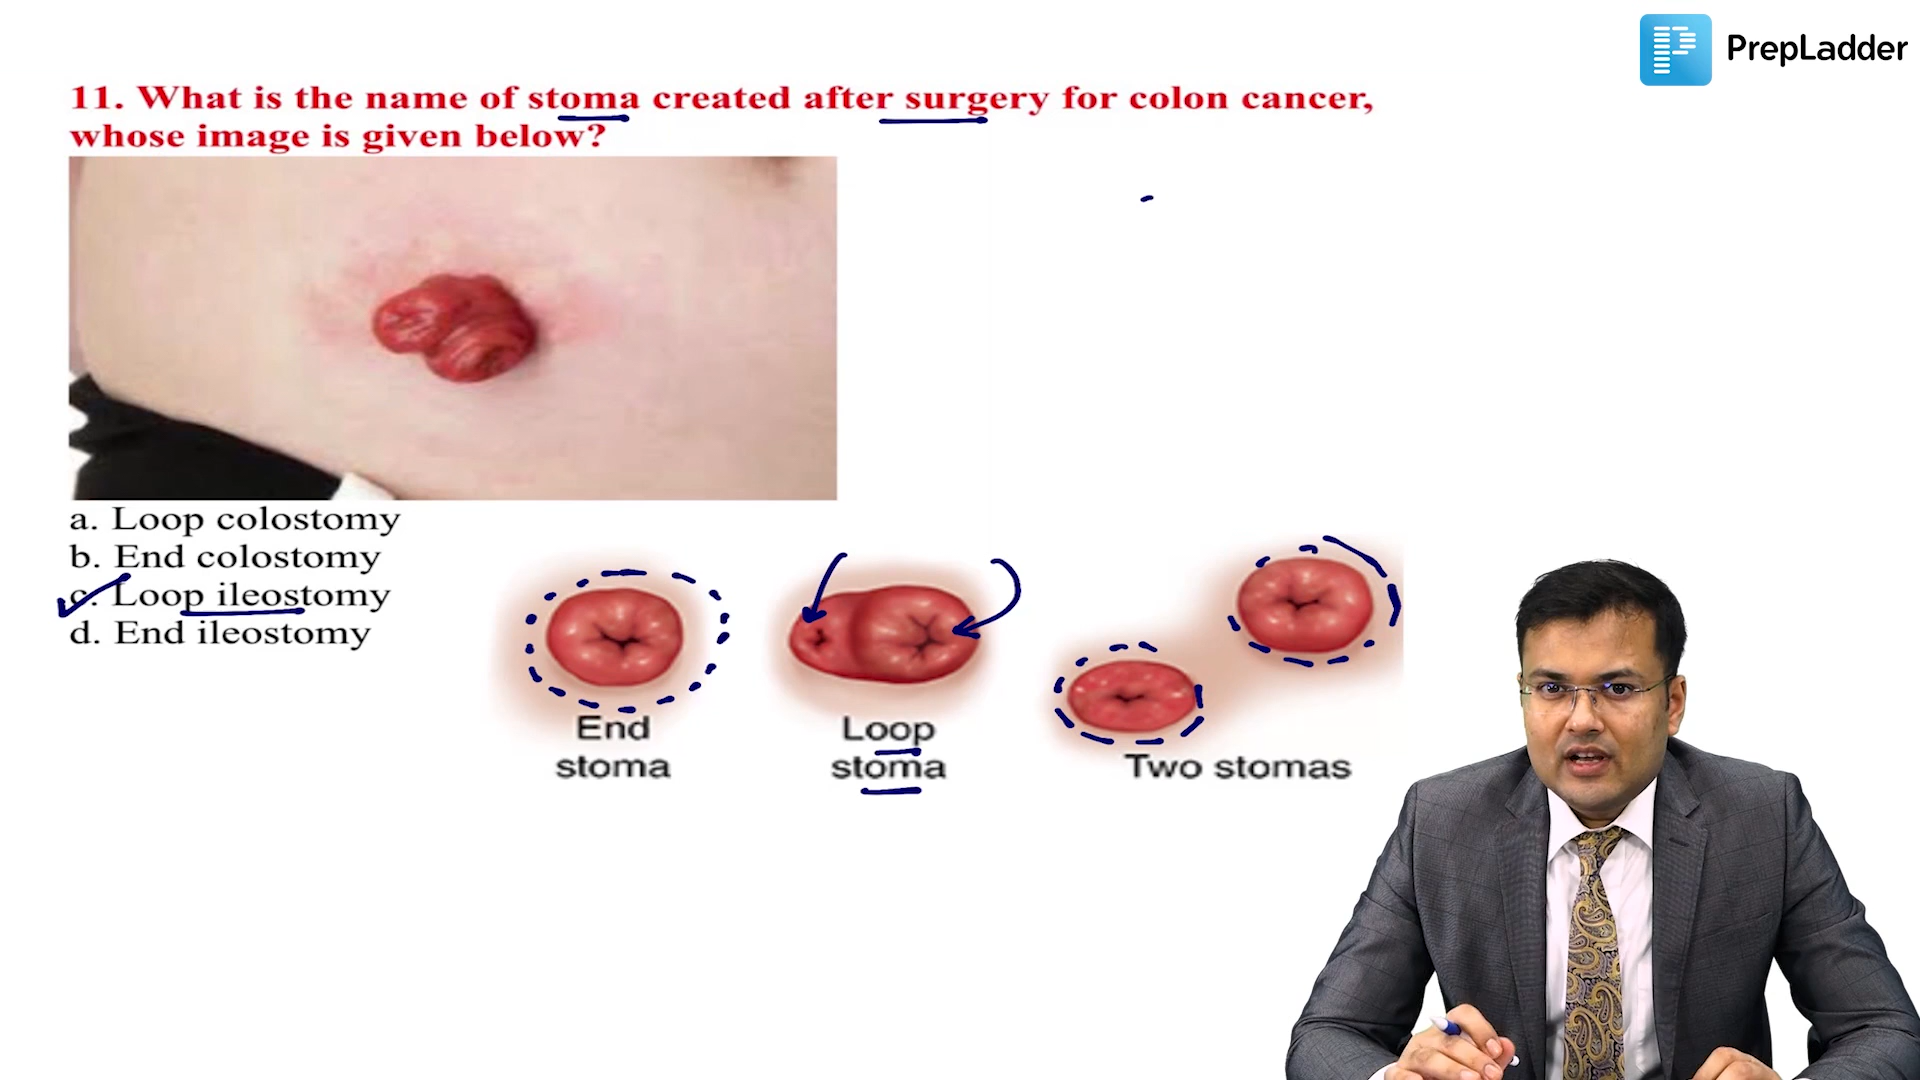 PrepLadder
11. What is the name of stoma created after surgery for colon cancer,
whose image is given below?
a. Loop colostomy
b. End colostomy
c. Loop ileostomy
d. End ileostomy
End
stoma
Loop
stoma
Two stomas